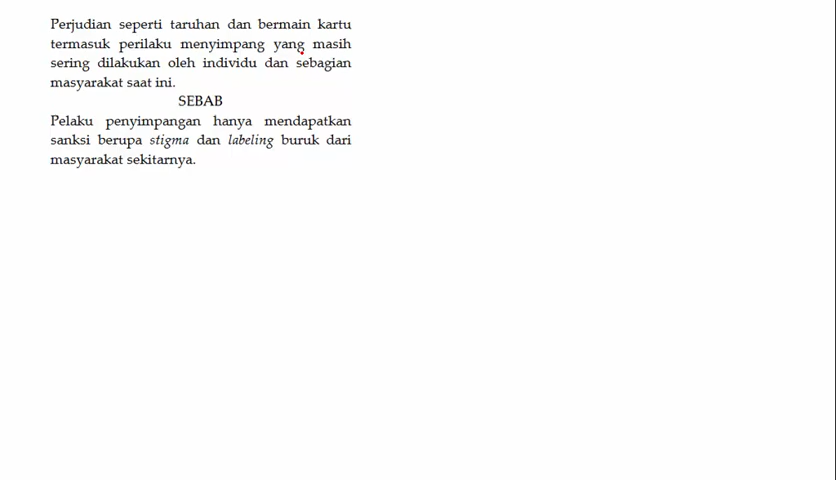 Perjudian seperti taruhan dan bermain kartu
termasuk perilaku menyimpang yang masih
sering dilakukan oleh individu dan sebagian
masyarakat saat ini.
SEBAB
Pelaku penyimpangan hanya mendapatkan
sanksi berupa stigma dan labeling buruk dari
masyarakat sekitarnya.